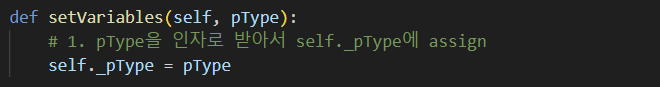 def setVariables(self, pType):
# 1. pType을 인자로 받아서 self._pType에 assign
self._pType = pType